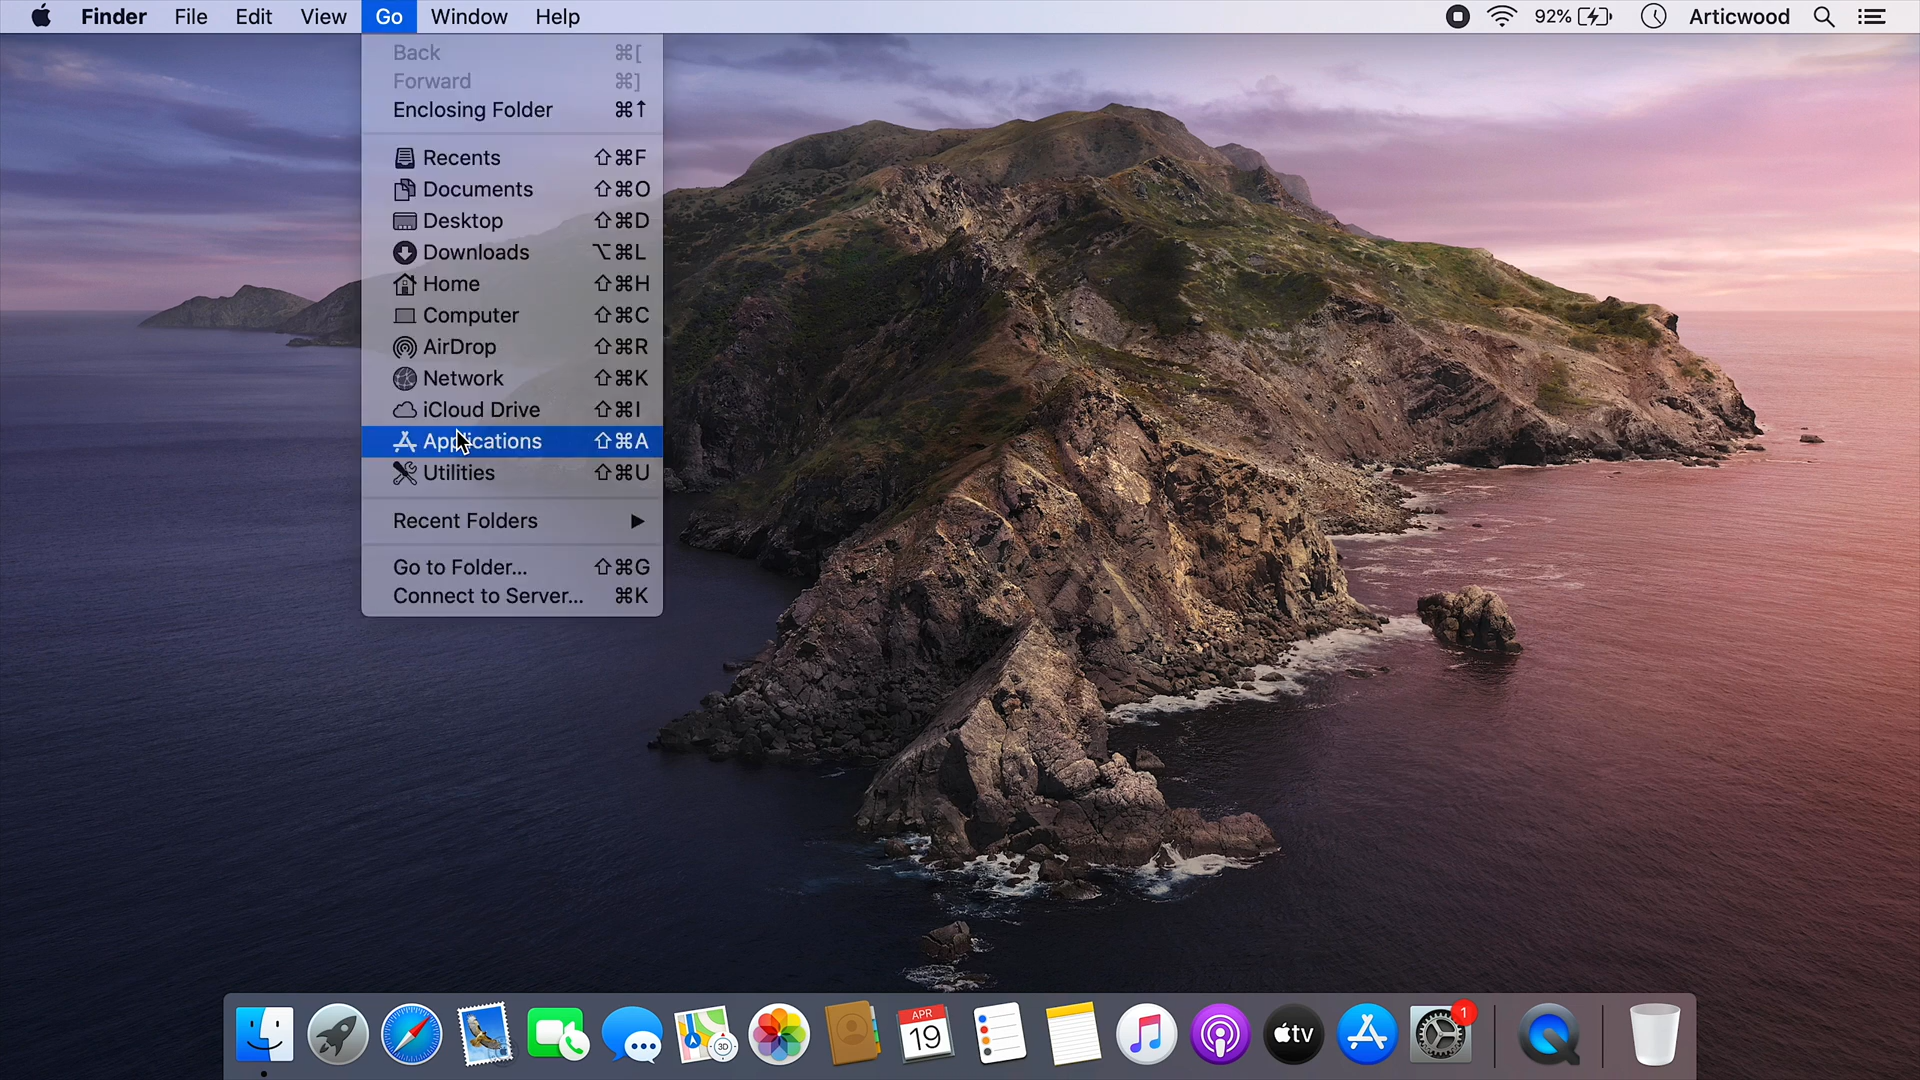 Finder File Edit View Go Window Help 92% Articwood
Back ⌘[
Forward ⌘]
Enclosing Folder ⌘↑
Recents ⇧⌘F
Documents ⇧⌘O
Desktop ⇧⌘D
Downloads ⌥⌘L
Home ⇧⌘H
Computer ⇧⌘C
AirDrop ⇧⌘R
Network ⇧⌘K
iCloud Drive ⇧⌘I
Applications ⇧⌘A
Utilities ⇧⌘U
Recent Folders ▶
Go to Folder... ⇧⌘G
Connect to Server... ⌘K
3D
APR
19
tv
1